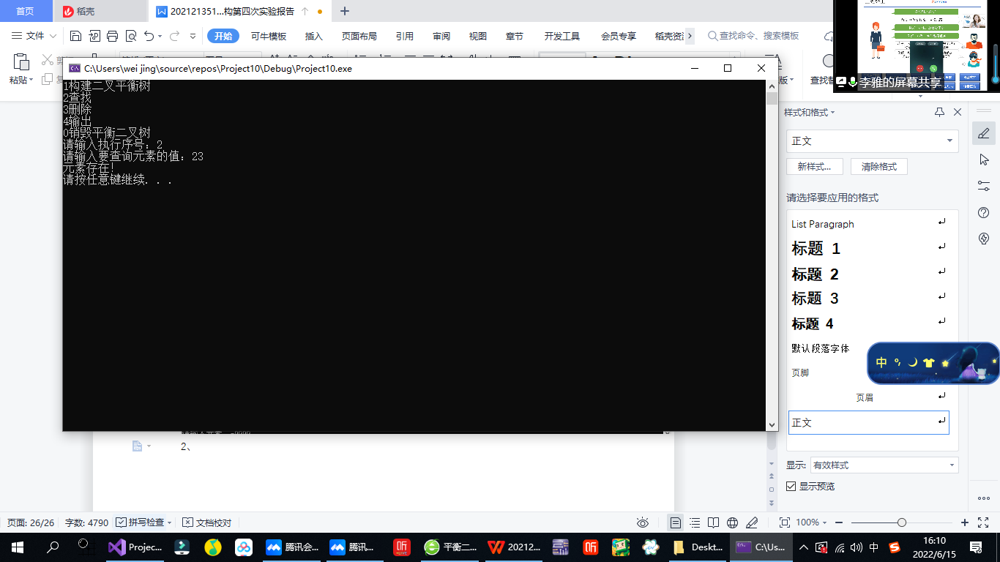 首页
稻壳
202121351...构第四次实验报告
文件
开始
可牛模板
插入
页面布局
引用
审阅
视图
章节
开发工具
会员专享
稻壳资
查找命令、搜索模板
粘贴
C:\Users\wei jing\source\repos\Project10\Debug\Project10.exe
李雅的屏幕共享
1构建二叉平衡树
2查找
3删除
4输出
0销毁平衡二叉树
请输入执行序号: 2
请输入要查询元素的值: 23
元素存在!
请按任意键继续. . .
样式和格式
正文
新样式...
清除格式
请选择要应用的格式
List Paragraph
标题 1
标题 2
标题 3
标题 4
默认段落字体
页脚
页眉
正文
显示:
有效样式
显示预览
中
2、
页面: 26/26
字数: 4790
拼写检查
文档校对
100%
Projec...
腾讯会...
腾讯...
平衡二...
20212...
Deskt...
C:\Us...
中
16:10
2022/6/15